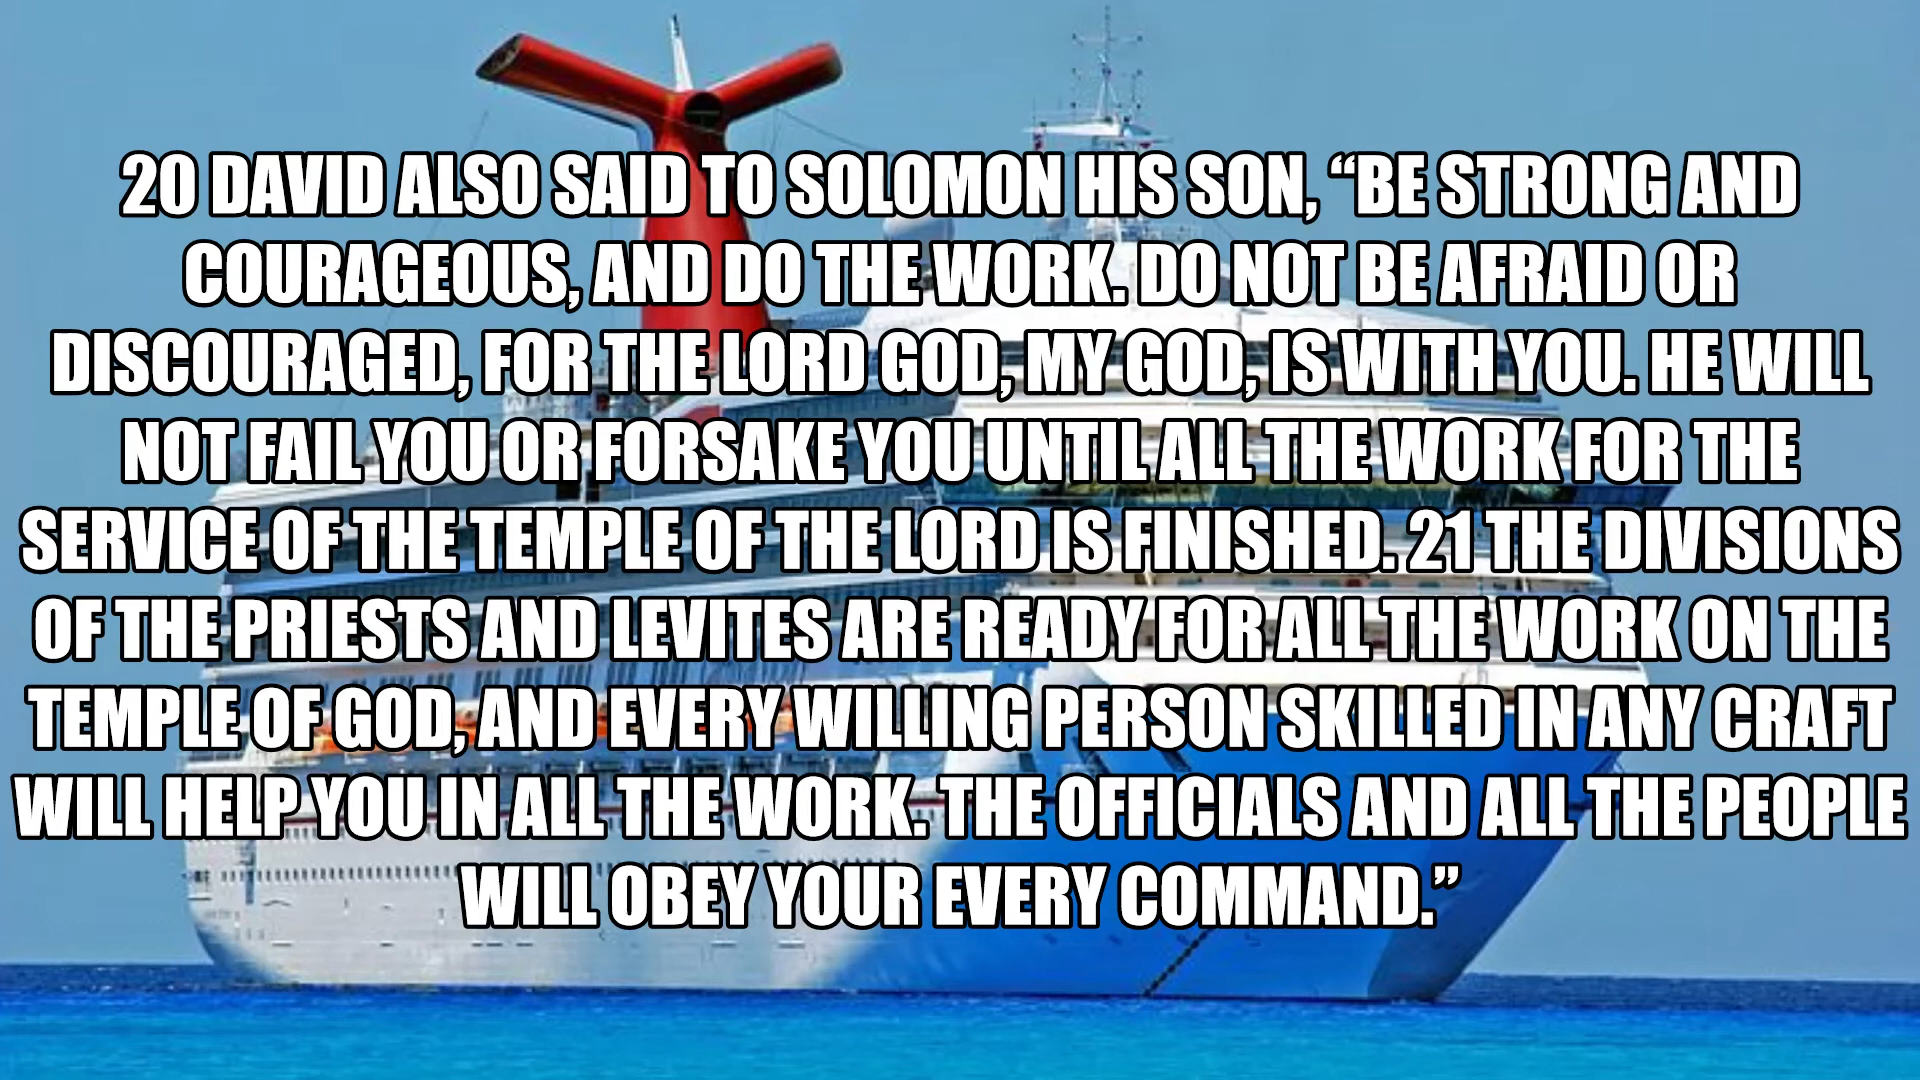 20 DAVID ALSO SAID TO SOLOMON HIS SON, “BE STRONG AND
COURAGEOUS, AND DO THE WORK. DO NOT BE AFRAID OR
DISCOURAGED, FOR THE LORD GOD, MY GOD, IS WITH YOU. HE WILL
NOT FAIL YOU OR FORSAKE YOU UNTIL ALL THE WORK FOR THE
SERVICE OF THE TEMPLE OF THE LORD IS FINISHED. 21 THE DIVISIONS
OF THE PRIESTS AND LEVITES ARE READY FOR ALL THE WORK ON THE
TEMPLE OF GOD, AND EVERY WILLING PERSON SKILLED IN ANY CRAFT
WILL HELP YOU IN ALL THE WORK. THE OFFICIALS AND ALL THE PEOPLE
WILL OBEY YOUR EVERY COMMAND.”